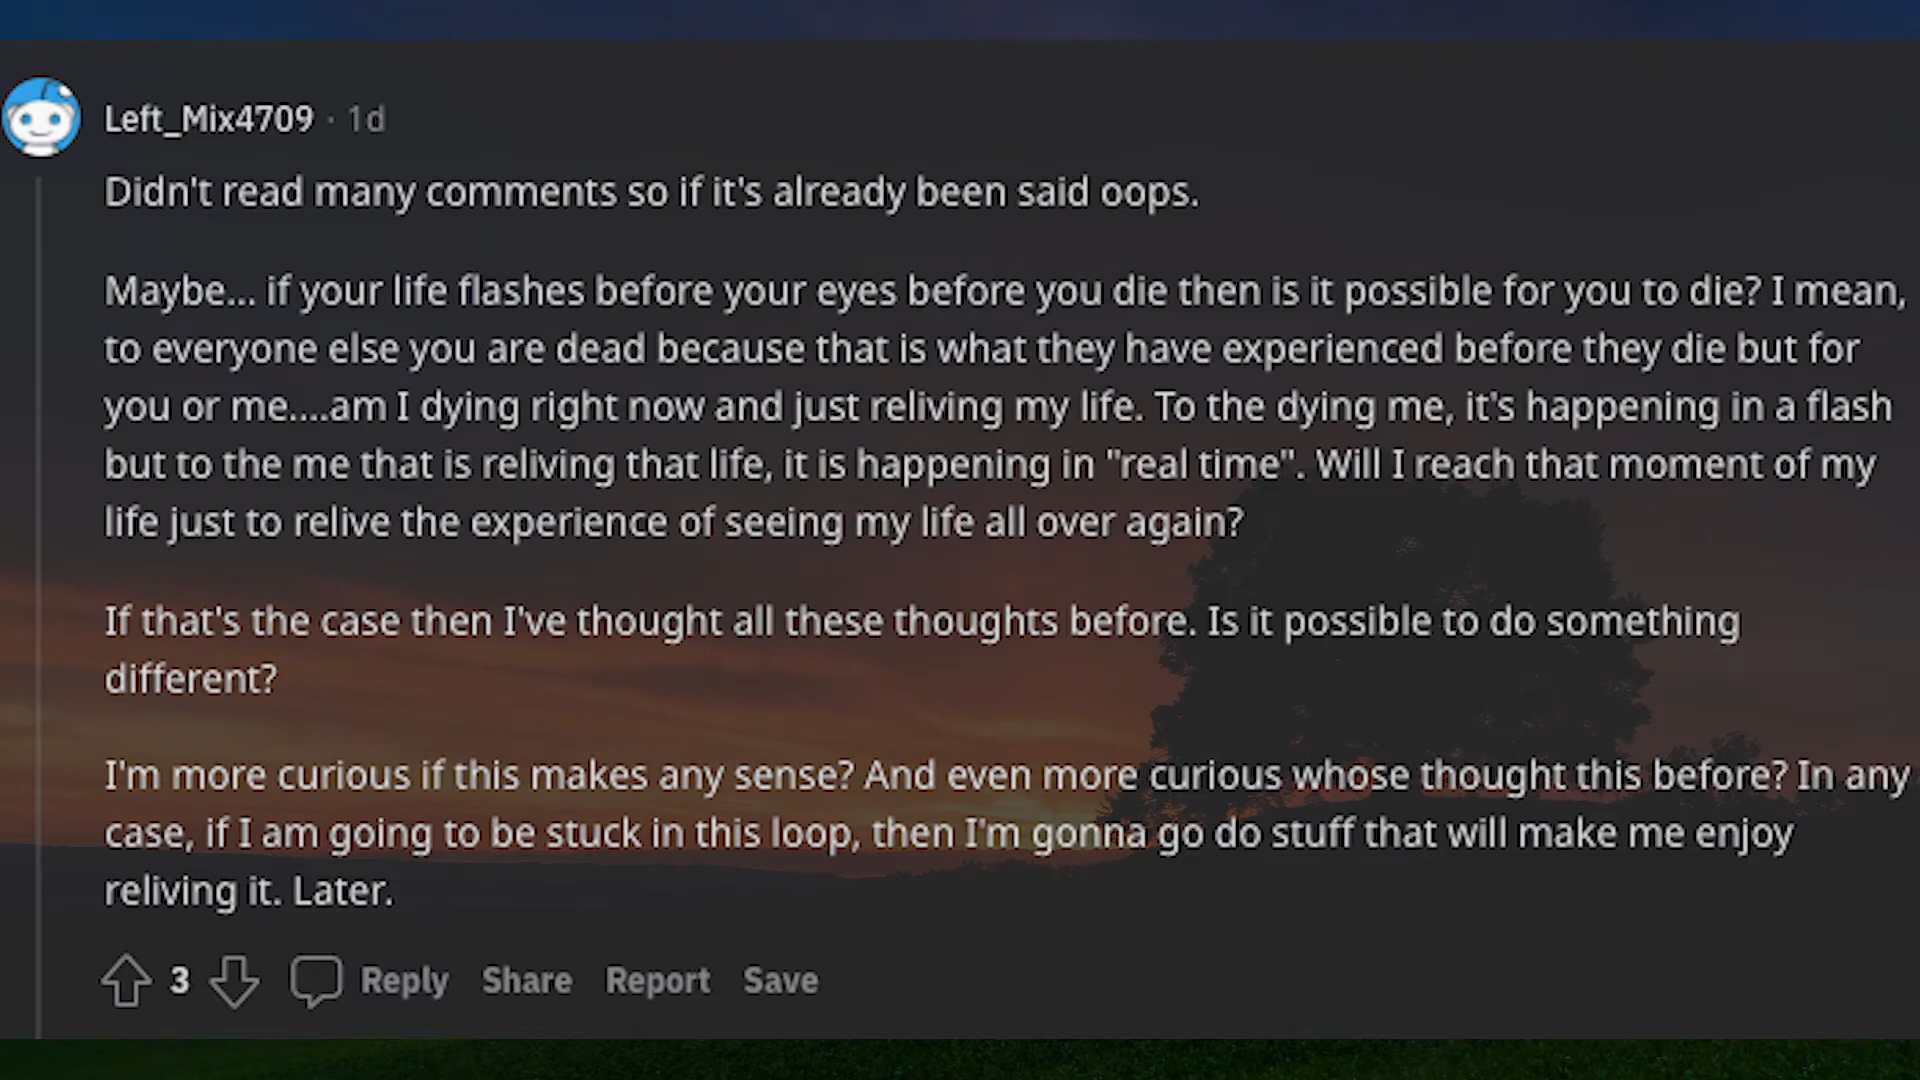 Left_Mix4709 · 1d
Didn't read many comments so if it's already been said oops.
Maybe... if your life flashes before your eyes before you die then is it possible for you to die? I mean,
to everyone else you are dead because that is what they have experienced before they die but for
you or me....am I dying right now and just reliving my life. To the dying me, it's happening in a flash
but to the me that is reliving that life, it is happening in "real time". Will I reach that moment of my
life just to relive the experience of seeing my life all over again?
If that's the case then I've thought all these thoughts before. Is it possible to do something
different?
I'm more curious if this makes any sense? And even more curious whose thought this before? In any
case, if I am going to be stuck in this loop, then I'm gonna go do stuff that will make me enjoy
reliving it. Later.
3 Reply Share Report Save